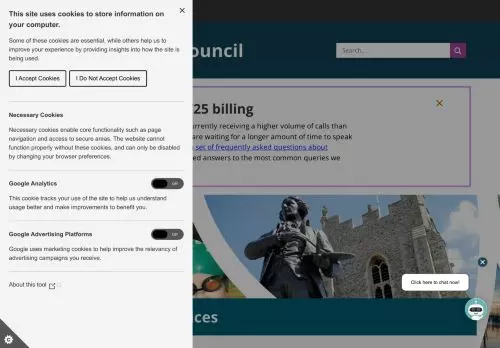 This site uses cookies to store information on
your computer.
Some of these cookies are essential, while others help us to
improve your experience by providing insights into how the site is
being used.
I Accept Cookies
I Do Not Accept Cookies
Necessary Cookies
Necessary cookies enable core functionality such as page
navigation and access to secure areas. The website cannot
function properly without these cookies, and can only be disabled
by changing your browser preferences.
Google Analytics
Off
This cookie tracks your use of the site to help us understand
usage better and make improvements to benefit you.
Google Advertising Platforms
Off
Google uses marketing cookies to help improve the relevancy of
advertising campaigns you receive.
About this tool
ouncil
Search...
25 billing
rrently receiving a higher volume of calls than
are waiting for a longer amount of time to speak
set of frequently asked questions about
ed answers to the most common queries we
Click here to chat now!
ces